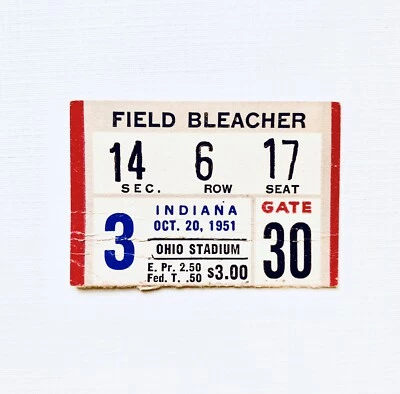 FIELD BLEACHER
14 6 17
SEC. ROW SEAT
3
INDIANA
OCT. 20, 1951
OHIO STADIUM
E. Pr. 2.50
Fed. T. .50
$3.00
GATE
30